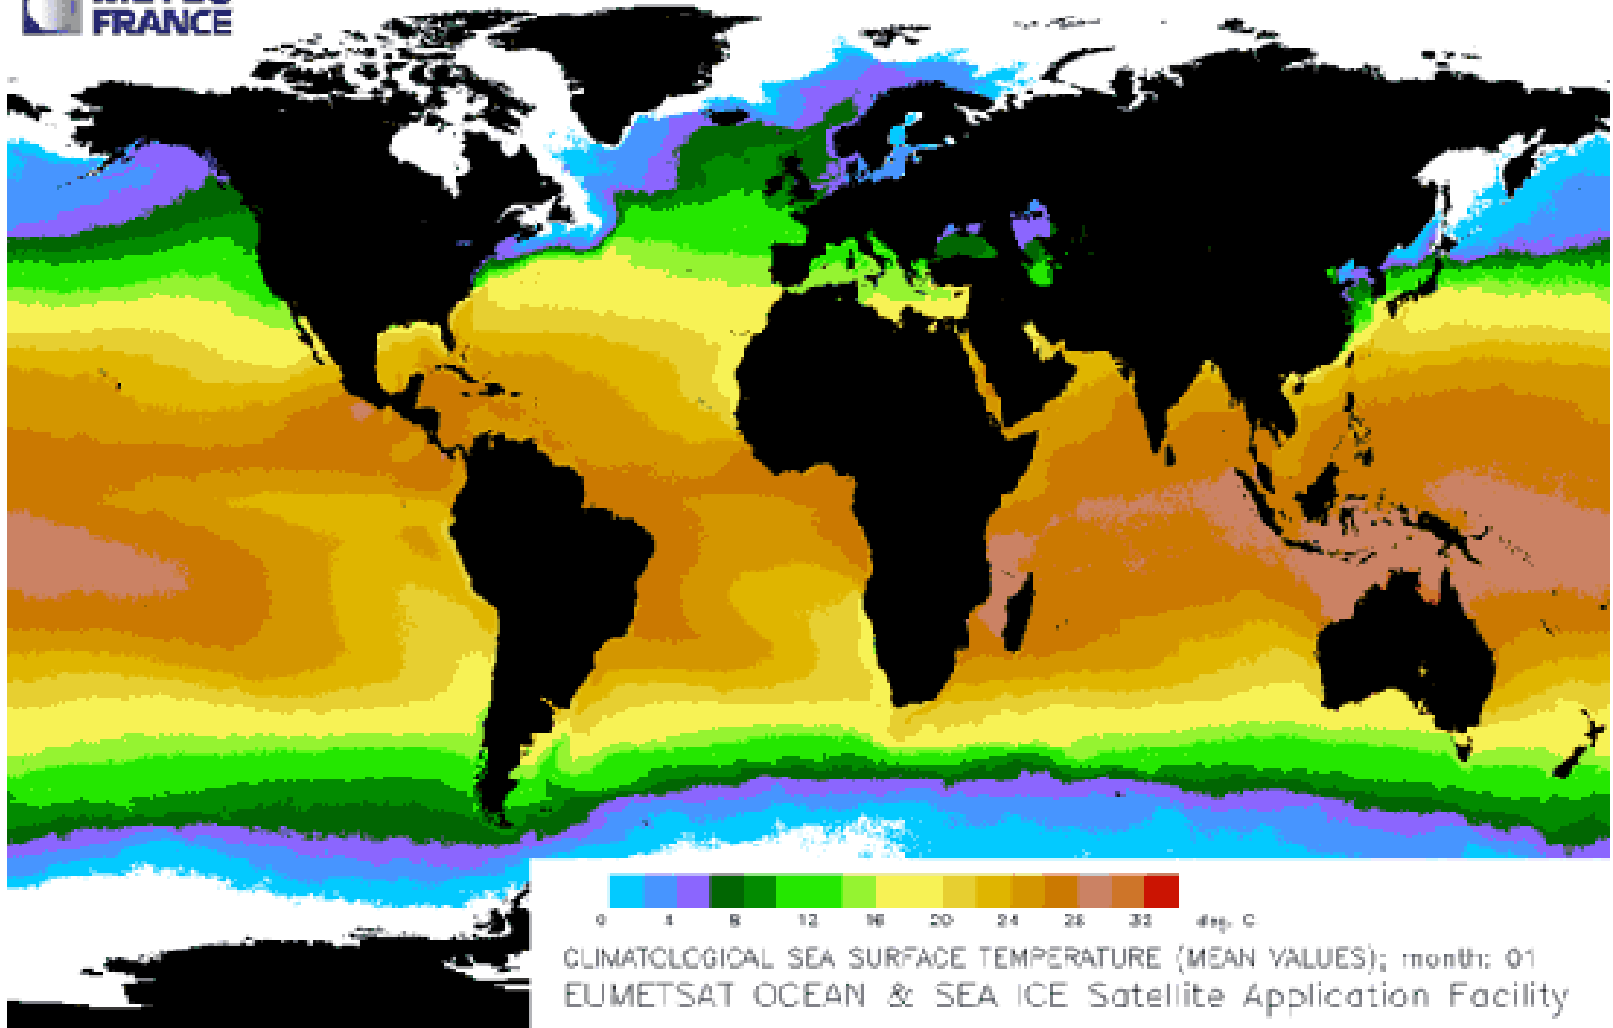 FRANCE
0 4 8 12 16 20 24 28 32 deg. C
CLIMATOLOGICAL SEA SURFACE TEMPERATURE (MEAN VALUES); month: 01
EUMETSAT OCEAN & SEA ICE Satellite Application Facility